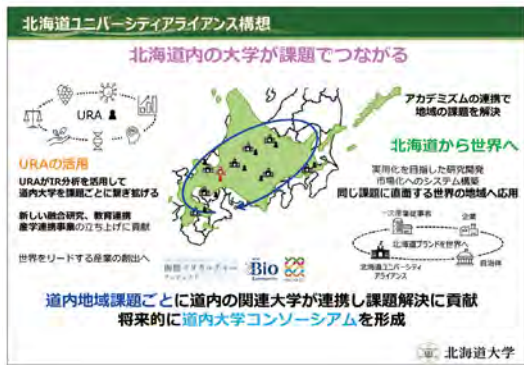 北海道ユニバーシティアライアンス構想
北海道内の大学が課題でつながる
URA
URAの活用
URAがIR分析を活用して
道内大学を課題ごとに繋ぎ拡げる
新しい融合研究、教育連携
産学連携事業の立ち上げに貢献
世界をリードする産業の創出へ
アカデミズムの連携で
地域の課題を解決
北海道から世界へ
実用化を目指した研究開発
市場化へのシステム構築
同じ課題に直面する世界の地域へ応用
一次産業従事者
企業
北海道ブランドを世界へ
北海道ユニバーシティ
アライアンス
自治体
Bio
道内地域課題ごとに道内の関連大学が連携し課題解決に貢献
将来的に道内大学コンソーシアムを形成
北海道大学